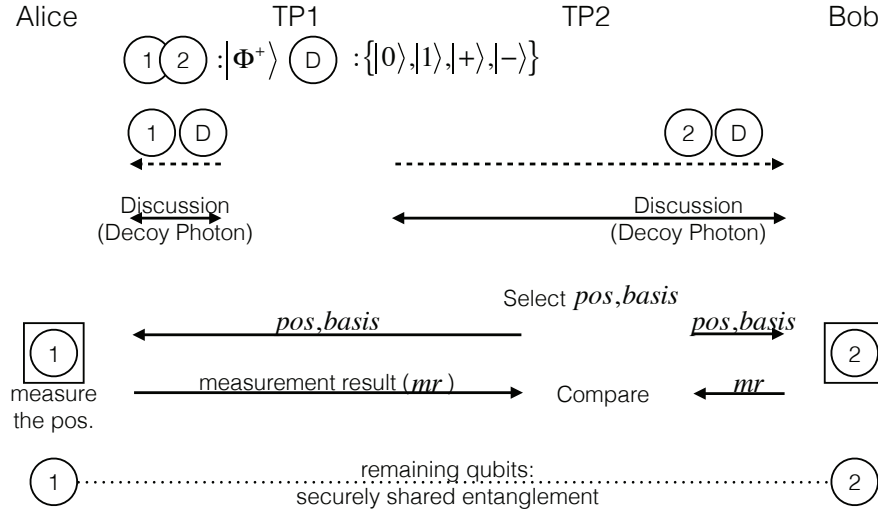 Alice TP1 TP2 Bob
1 2 :|Φ⁺⟩ D :{|0⟩,|1⟩,|+⟩,|−⟩}
1 D 2 D
Discussion Discussion
(Decoy Photon) (Decoy Photon)
Select pos,basis
pos,basis pos,basis
1 2
measurement result (mr) Compare mr
measure
the pos.
1 remaining qubits: 2
securely shared entanglement